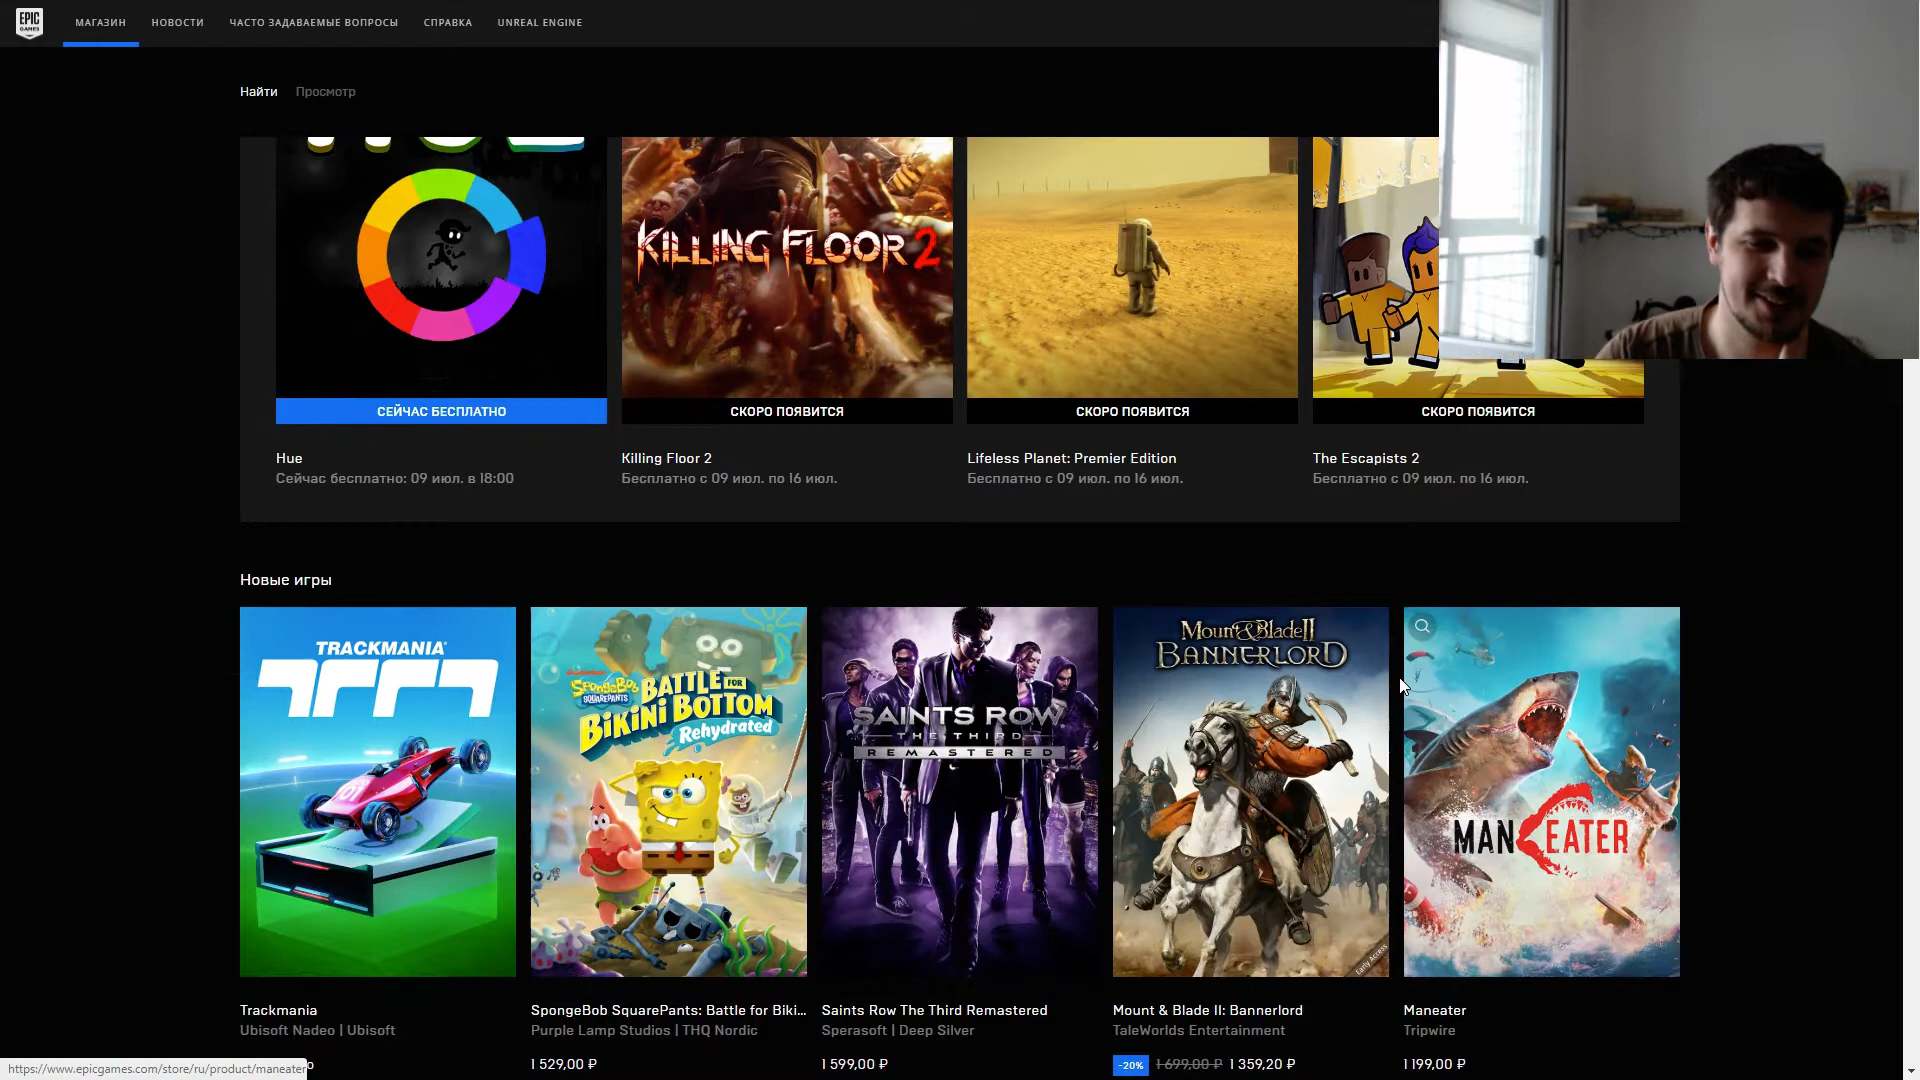 EPIC
GAMES
МАГАЗИН
НОВОСТИ
ЧАСТО ЗАДАВАЕМЫЕ ВОПРОСЫ
СПРАВКА
UNREAL ENGINE
Найти
Просмотр
KILLING FLOOR 2
СЕЙЧАС БЕСПЛАТНО
СКОРО ПОЯВИТСЯ
СКОРО ПОЯВИТСЯ
СКОРО ПОЯВИТСЯ
Hue
Сейчас бесплатно: 09 июл. в 18:00
Killing Floor 2
Бесплатно с 09 июл. по 16 июл.
Lifeless Planet: Premier Edition
Бесплатно с 09 июл. по 16 июл.
The Escapists 2
Бесплатно с 09 июл. по 16 июл.
Новые игры
TRACKMANIA
01
SpongeBob
SQUAREPANTS
BATTLE FOR
BIKINI BOTTOM
Rehydrated
SAINTS ROW
THE THIRD
REMASTERED
Mount & Blade II
BANNERLORD
Early Access
MANEATER
Trackmania
Ubisoft Nadeo | Ubisoft
SpongeBob SquarePants: Battle for Biki...
Purple Lamp Studios | THQ Nordic
1 529,00 ₽
Saints Row The Third Remastered
Sperasoft | Deep Silver
1 599,00 ₽
Mount & Blade II: Bannerlord
TaleWorlds Entertainment
-20% 1 699,00 ₽ 1 359,20 ₽
Maneater
Tripwire
1 199,00 ₽
https://www.epicgames.com/store/ru/product/maneater